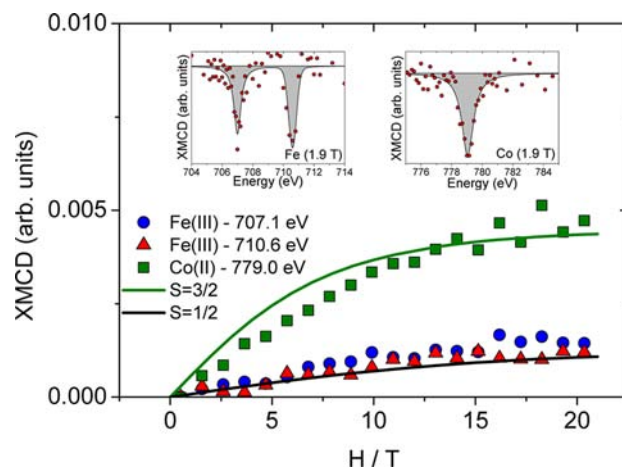 0.010
XMCD (arb. units)
704 706 708 710 712 714
Energy (eV)
Fe (1.9 T)
XMCD (arb. units)
776 778 780 782 784
Energy (eV)
Co (1.9 T)
XMCD (arb. units)
0.005
Fe(III) - 707.1 eV
Fe(III) - 710.6 eV
Co(II) - 779.0 eV
S=3/2
S=1/2
0.000
0 5 10 15 20
H / T